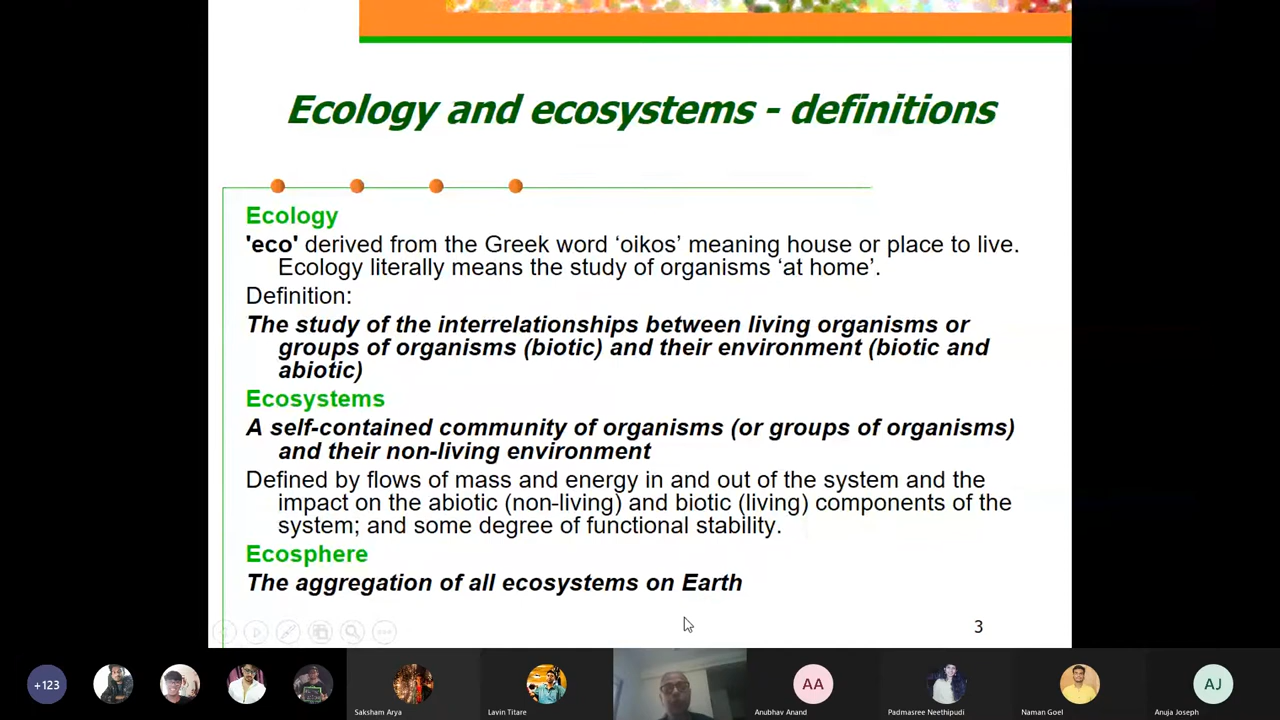 Ecology and ecosystems - definitions
Ecology
'eco' derived from the Greek word ‘oikos’ meaning house or place to live.
Ecology literally means the study of organisms ‘at home’.
Definition:
The study of the interrelationships between living organisms or
groups of organisms (biotic) and their environment (biotic and
abiotic)
Ecosystems
A self-contained community of organisms (or groups of organisms)
and their non-living environment
Defined by flows of mass and energy in and out of the system and the
impact on the abiotic (non-living) and biotic (living) components of the
system; and some degree of functional stability.
Ecosphere
The aggregation of all ecosystems on Earth
3
+123
AA
AJ
Saksham Arya
Lavin Titare
Anubhav Anand
Padmasree Neethipudi
Naman Goel
Anuja Joseph